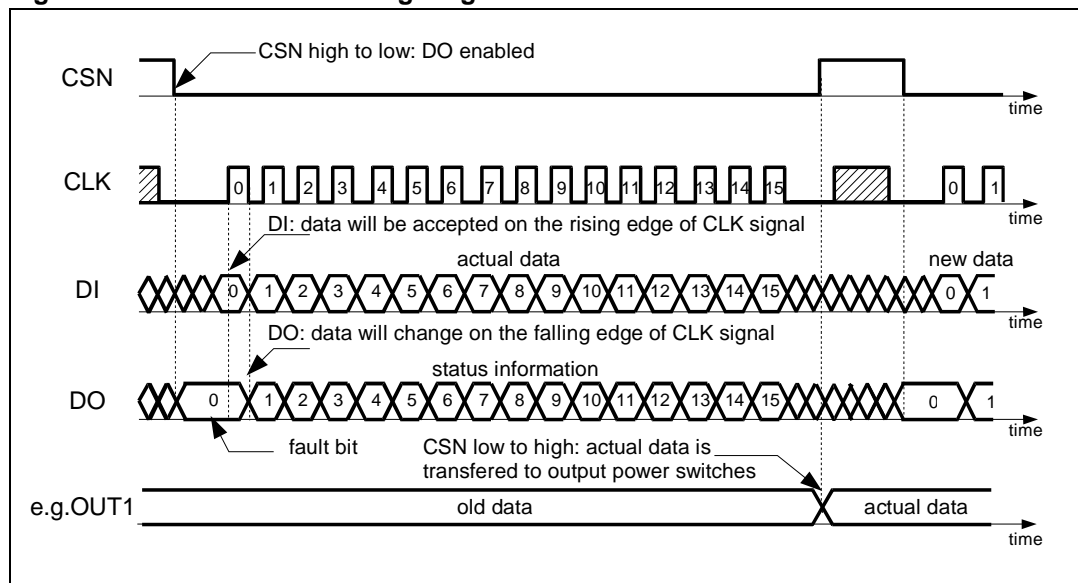 CSN high to low: DO enabled
CSN
time
CLK
0 1 2 3 4 5 6 7 8 9 10 11 12 13 14 15 0 1
time
DI: data will be accepted on the rising edge of CLK signal
actual data
new data
DI
0 1 2 3 4 5 6 7 8 9 10 11 12 13 14 15 0 1
time
DO: data will change on the falling edge of CLK signal
status information
DO
0 1 2 3 4 5 6 7 8 9 10 11 12 13 14 15 0 1
time
fault bit
CSN low to high: actual data is
transfered to output power switches
e.g.OUT1
old data
actual data
time